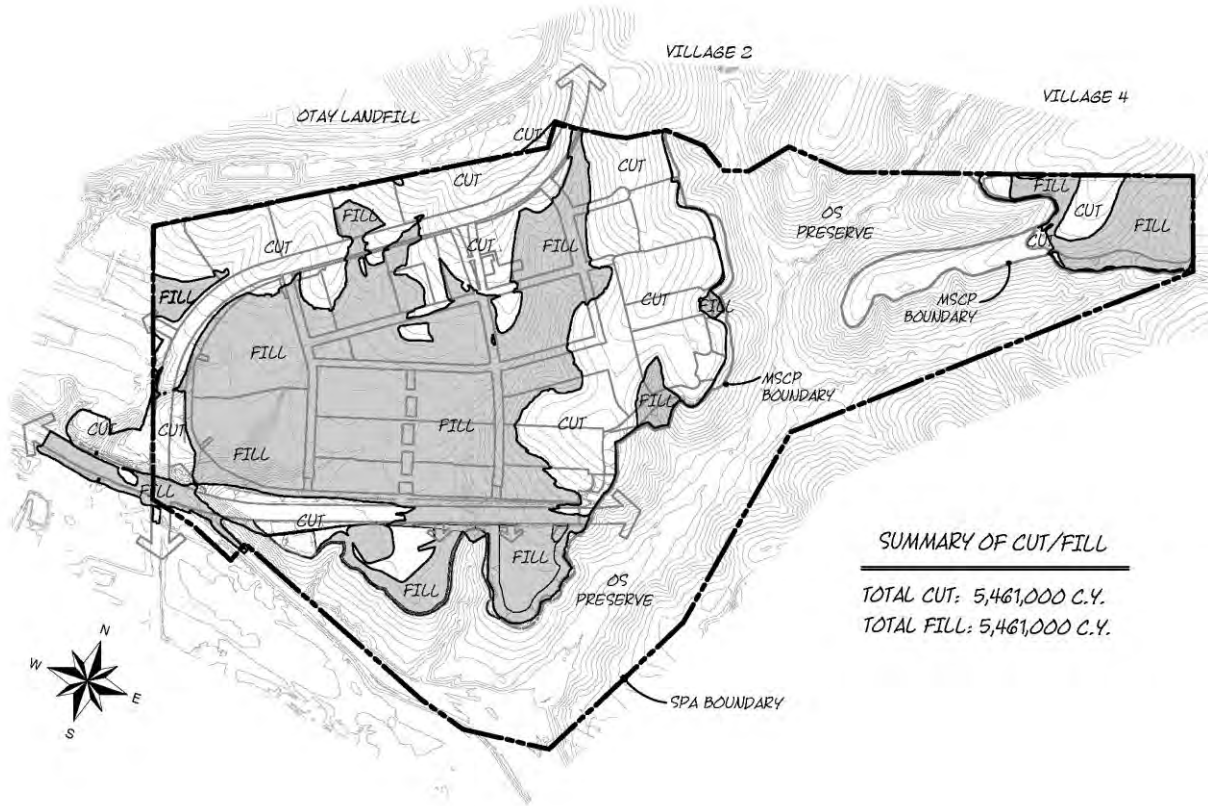 VILLAGE 2
VILLAGE 4
OTAY LANDFILL
CUT
CUT
CUT
FILL
CUT
FILL
CUT
OS
PRESERVE
FILL
CUT
FILL
CUT
CUT
FILL
CUT
FILL
MSCP
BOUNDARY
FILL
MSCP
BOUNDARY
FILL
CUT
CUT
FILL
CUT
FILL
FILL
CUT
FILL
FILL
OS
PRESERVE
SUMMARY OF CUT/FILL
TOTAL CUT: 5,461,000 C.Y.
TOTAL FILL: 5,461,000 C.Y.
N
W
E
S
SPA BOUNDARY